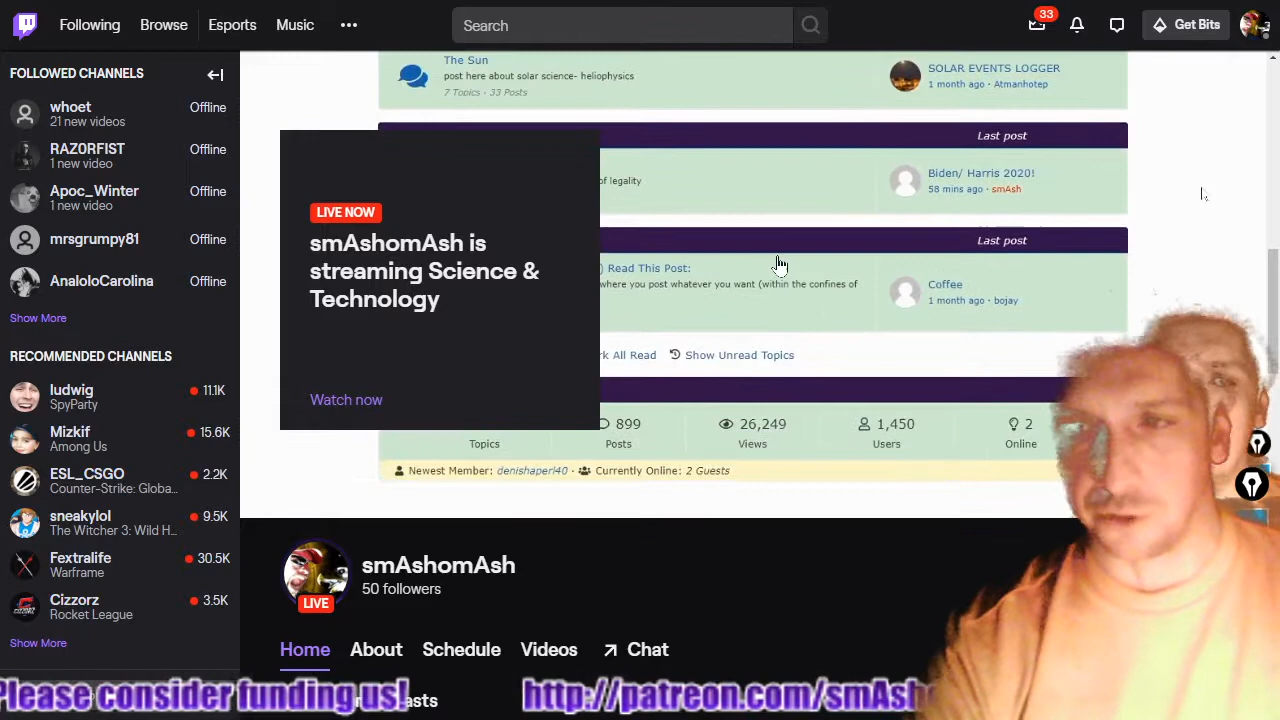 Following
Browse
Esports
Music
Search
33
Get Bits
FOLLOWED CHANNELS
whoet
21 new videos
Offline
RAZ0RFIST
1 new video
Offline
Apoc_Winter
1 new video
Offline
mrsgrumpy81
Offline
AnaloloCarolina
Offline
Show More
RECOMMENDED CHANNELS
ludwig
SpyParty
11.1K
Mizkif
Among Us
15.6K
ESL_CSGO
Counter-Strike: Globa...
2.2K
sneakylol
The Witcher 3: Wild H...
9.5K
Fextralife
Warframe
30.5K
Cizzorz
Rocket League
3.5K
Show More
The Sun
post here about solar science- heliophysics
7 Topics · 33 Posts
SOLAR EVENTS LOGGER
1 month ago · Atmanhotep
Last post
of legality
Biden/ Harris 2020!
58 mins ago · smAsh
Last post
) Read This Post:
where you post whatever you want (within the confines of
Coffee
1 month ago · bojay
rk All Read
Show Unread Topics
LIVE NOW
smAshomAsh is
streaming Science &
Technology
Watch now
899
26,249
1,450
2
Topics
Posts
Views
Users
Online
Newest Member: denishaperl40 · Currently Online: 2 Guests
smAshomAsh
50 followers
LIVE
Home
About
Schedule
Videos
Chat
Please consider funding us!
http://patreon.com/smAsho
asts